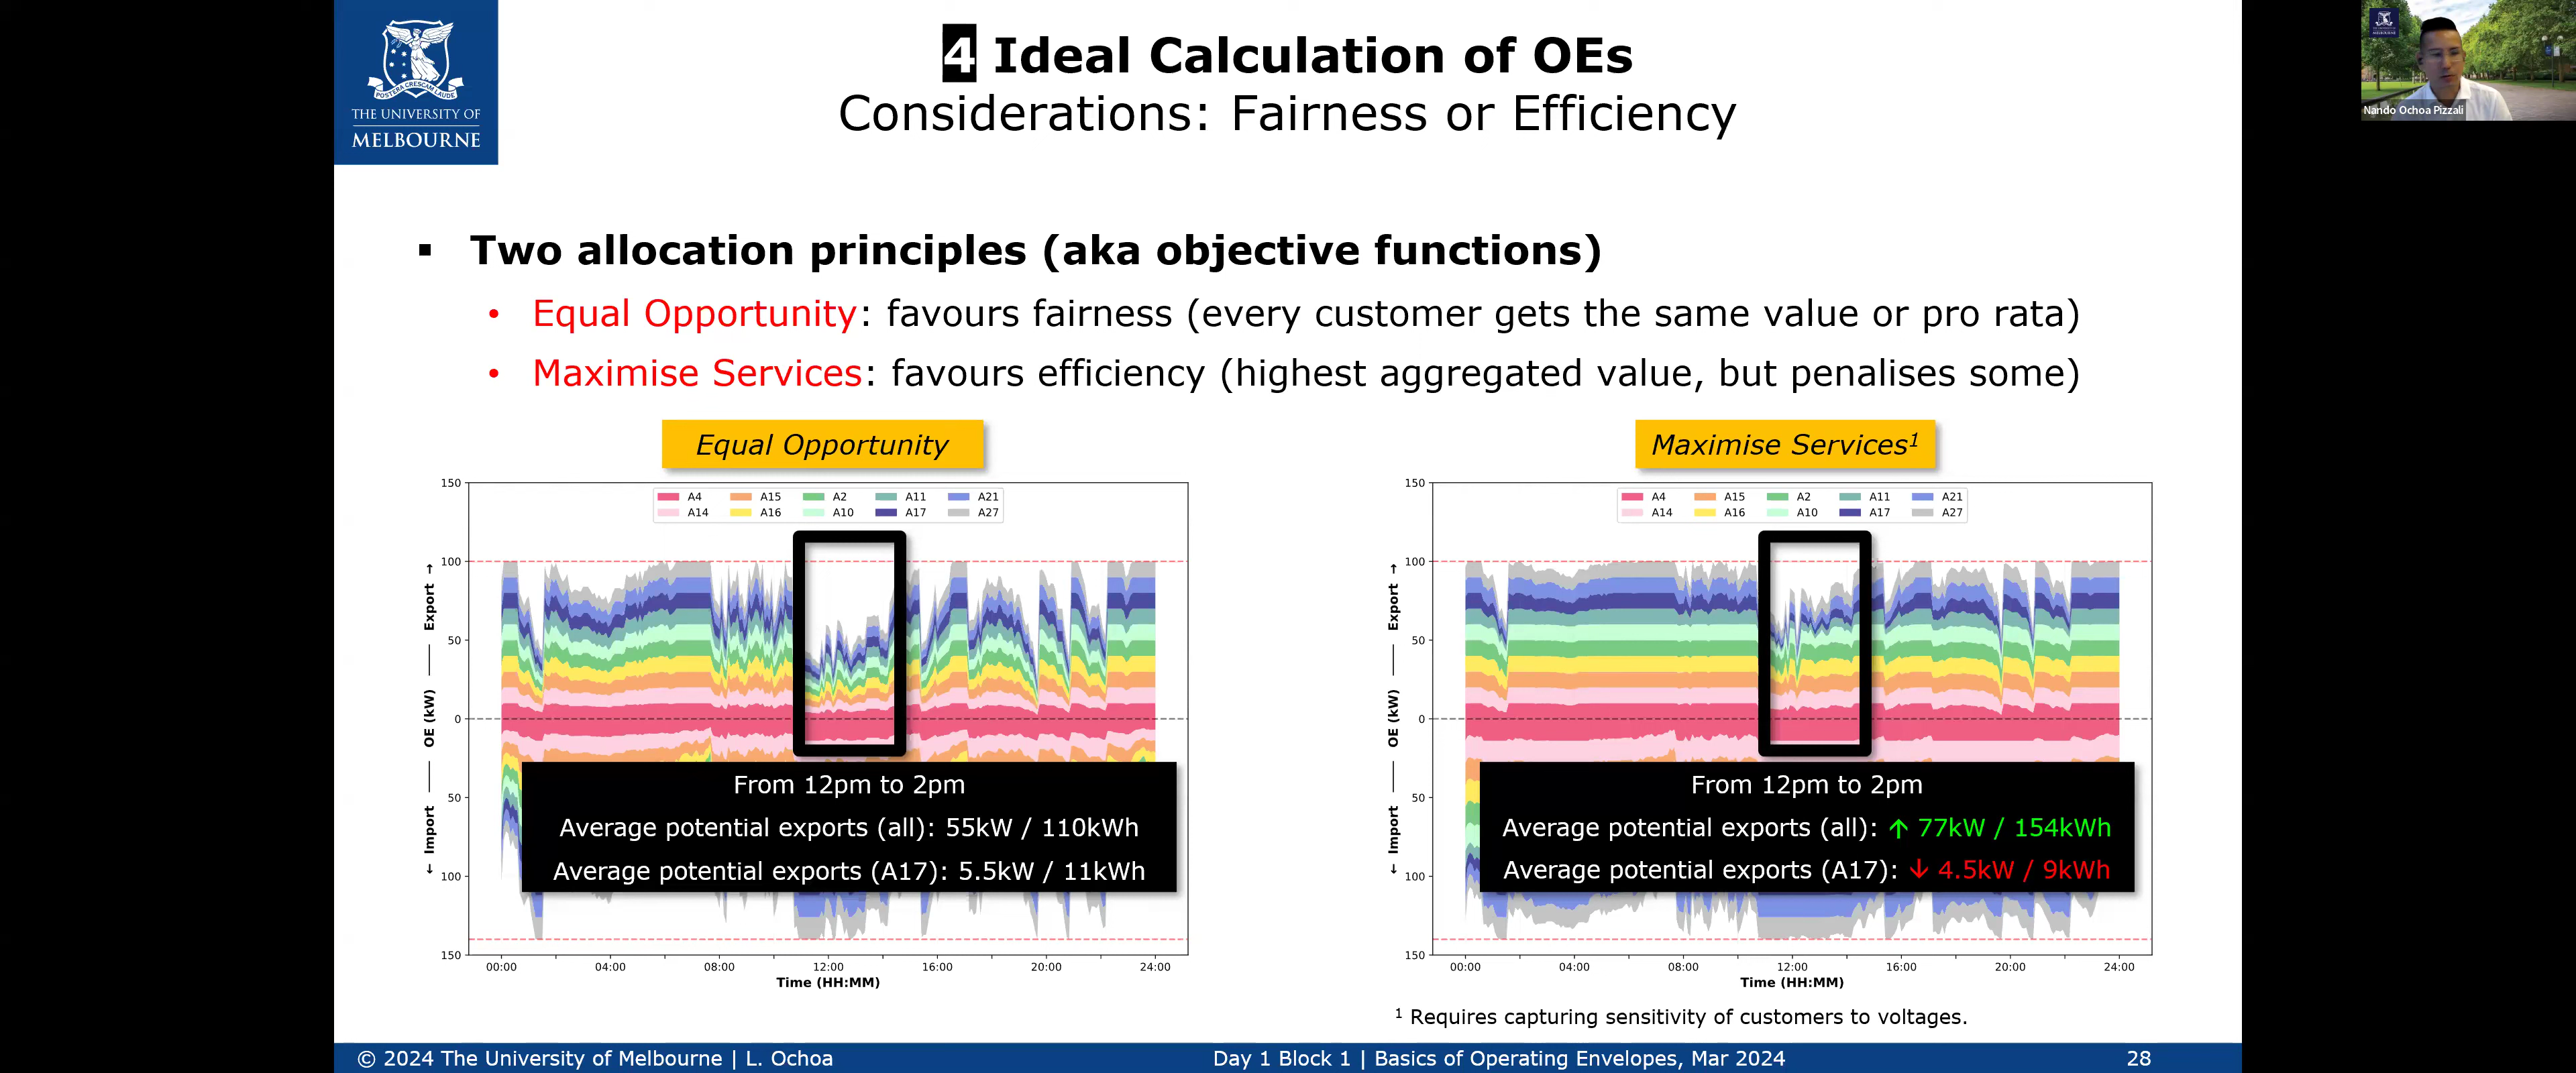 THE UNIVERSITY OF
MELBOURNE
POSTERA CRESCAM LAUDE
4 Ideal Calculation of OEs
Considerations: Fairness or Efficiency
Nando Ochoa Pizzali
▪ Two allocation principles (aka objective functions)
• Equal Opportunity: favours fairness (every customer gets the same value or pro rata)
• Maximise Services: favours efficiency (highest aggregated value, but penalises some)
Equal Opportunity
A4 A15 A2 A11 A21
A14 A16 A10 A17 A27
150
100
50
0
50
100
150
← Import —— OE (kW) —— Export →
From 12pm to 2pm
Average potential exports (all): 55kW / 110kWh
Average potential exports (A17): 5.5kW / 11kWh
00:00 04:00 08:00 12:00 16:00 20:00 24:00
Time (HH:MM)
Maximise Services¹
A4 A15 A2 A11 A21
A14 A16 A10 A17 A27
150
100
50
0
50
100
150
← Import —— OE (kW) —— Export →
From 12pm to 2pm
Average potential exports (all): ↑ 77kW / 154kWh
Average potential exports (A17): ↓ 4.5kW / 9kWh
00:00 04:00 08:00 12:00 16:00 20:00 24:00
Time (HH:MM)
¹ Requires capturing sensitivity of customers to voltages.
© 2024 The University of Melbourne | L. Ochoa
Day 1 Block 1 | Basics of Operating Envelopes, Mar 2024
28